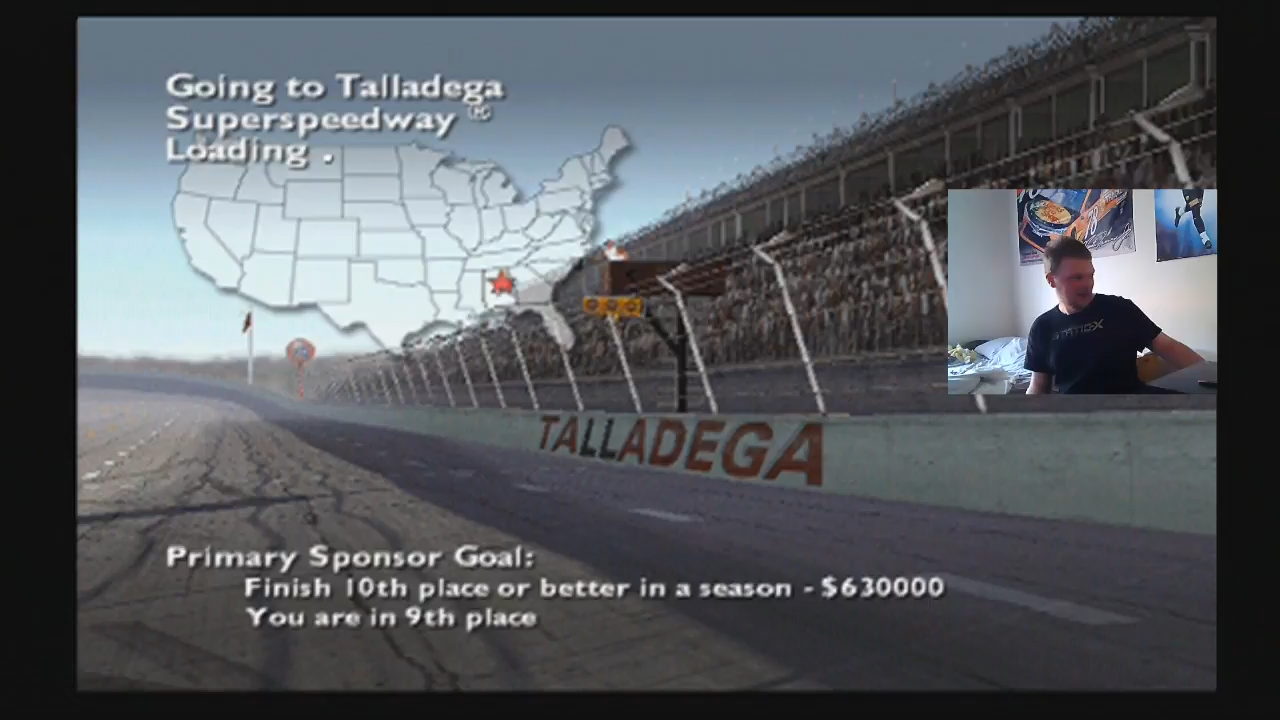 Going to Talladega
Superspeedway ®
Loading .
TALLADEGA
Primary Sponsor Goal:
Finish 10th place or better in a season - $630000
You are in 9th place